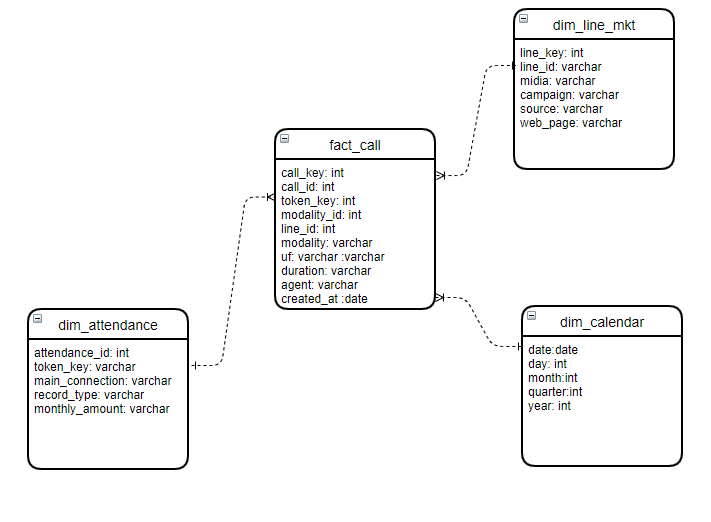 dim_line_mkt
line_key: int
line_id: varchar
midia: varchar
campaign: varchar
source: varchar
web_page: varchar
fact_call
call_key: int
call_id: int
token_key: int
modality_id: int
line_id: int
modality: varchar
uf: varchar :varchar
duration: varchar
agent: varchar
created_at :date
dim_attendance
attendance_id: int
token_key: varchar
main_connection: varchar
record_type: varchar
monthly_amount: varchar
dim_calendar
date:date
day: int
month:int
quarter:int
year: int